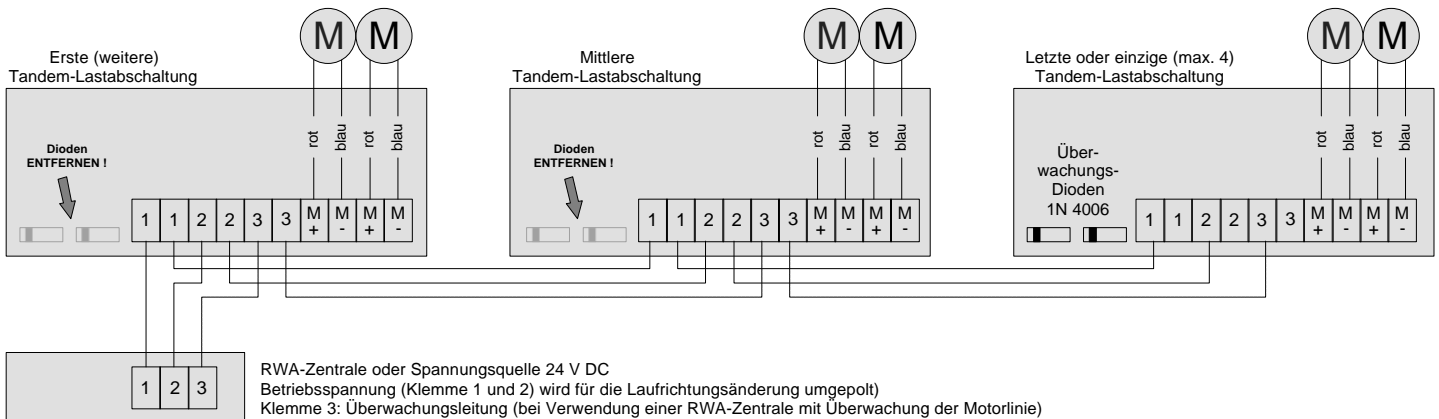 M M
M M
M M
Erste (weitere)
Tandem-Lastabschaltung
Mittlere
Tandem-Lastabschaltung
Letzte oder einzige (max. 4)
Tandem-Lastabschaltung
rot blau rot blau
rot blau rot blau
rot blau rot blau
Dioden
ENTFERNEN !
Dioden
ENTFERNEN !
Über-
wachungs-
Dioden
1N 4006
1 1 2 2 3 3 M+ M- M+ M-
1 1 2 2 3 3 M+ M- M+ M-
1 1 2 2 3 3 M+ M- M+ M-
1 2 3
RWA-Zentrale oder Spannungsquelle 24 V DC
Betriebsspannung (Klemme 1 und 2) wird für die Laufrichtungsänderung umgepolt)
Klemme 3: Überwachungsleitung (bei Verwendung einer RWA-Zentrale mit Überwachung der Motorlinie)